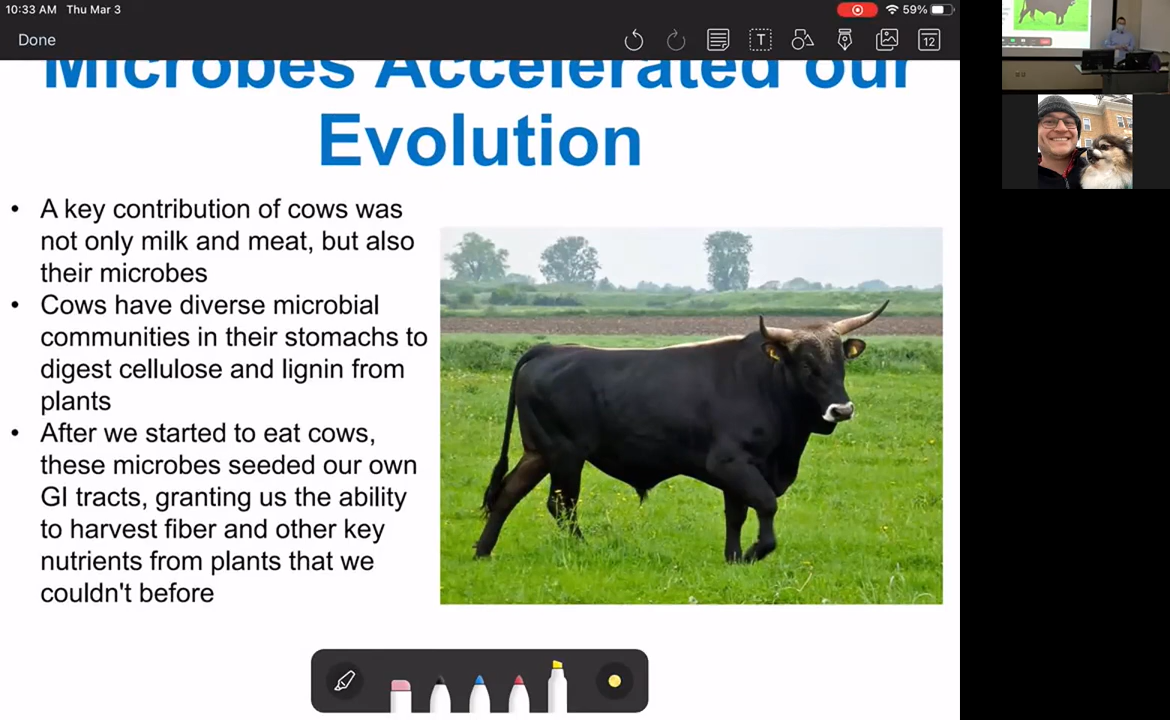 10:33 AM Thu Mar 3
59%
Done
T
12
Microbes Accelerated our
Evolution
• A key contribution of cows was
not only milk and meat, but also
their microbes
• Cows have diverse microbial
communities in their stomachs to
digest cellulose and lignin from
plants
• After we started to eat cows,
these microbes seeded our own
GI tracts, granting us the ability
to harvest fiber and other key
nutrients from plants that we
couldn't before